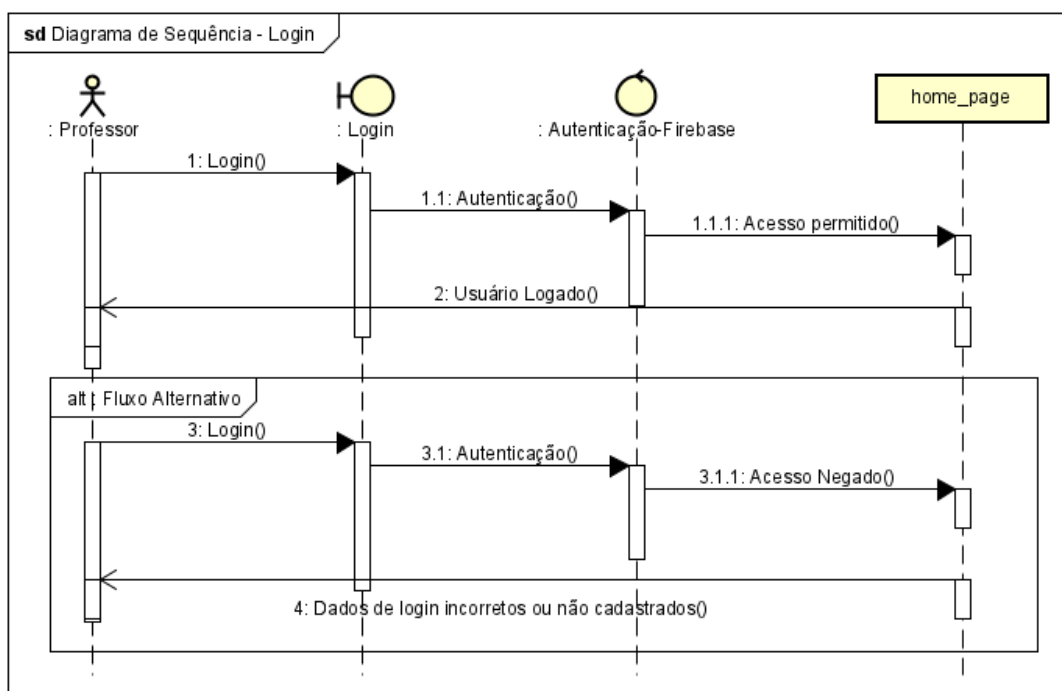 sd Diagrama de Sequência - Login
: Professor
: Login
: Autenticação-Firebase
home_page
1: Login()
1.1: Autenticação()
1.1.1: Acesso permitido()
2: Usuário Logado()
alt : Fluxo Alternativo
3: Login()
3.1: Autenticação()
3.1.1: Acesso Negado()
4: Dados de login incorretos ou não cadastrados()